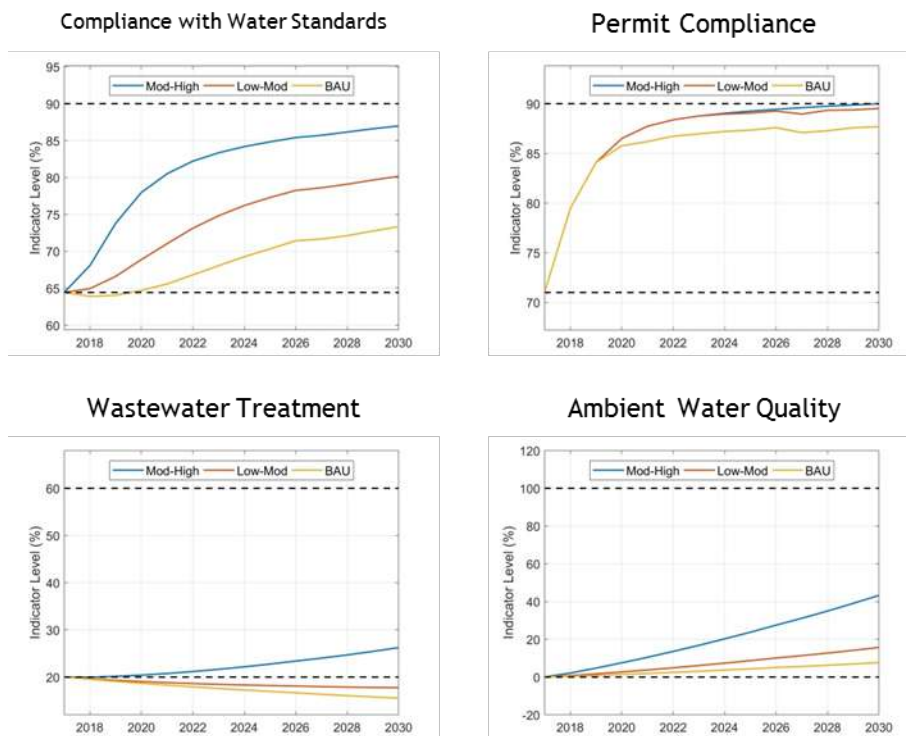 Compliance with Water Standards
Mod-High Low-Mod BAU
Indicator Level (%)
95
90
85
80
75
70
65
60
2018 2020 2022 2024 2026 2028 2030
Permit Compliance
Mod-High Low-Mod BAU
Indicator Level (%)
90
85
80
75
70
2018 2020 2022 2024 2026 2028 2030
Wastewater Treatment
Mod-High Low-Mod BAU
Indicator Level (%)
60
50
40
30
20
2018 2020 2022 2024 2026 2028 2030
Ambient Water Quality
Mod-High Low-Mod BAU
Indicator Level (%)
120
100
80
60
40
20
0
-20
2018 2020 2022 2024 2026 2028 2030